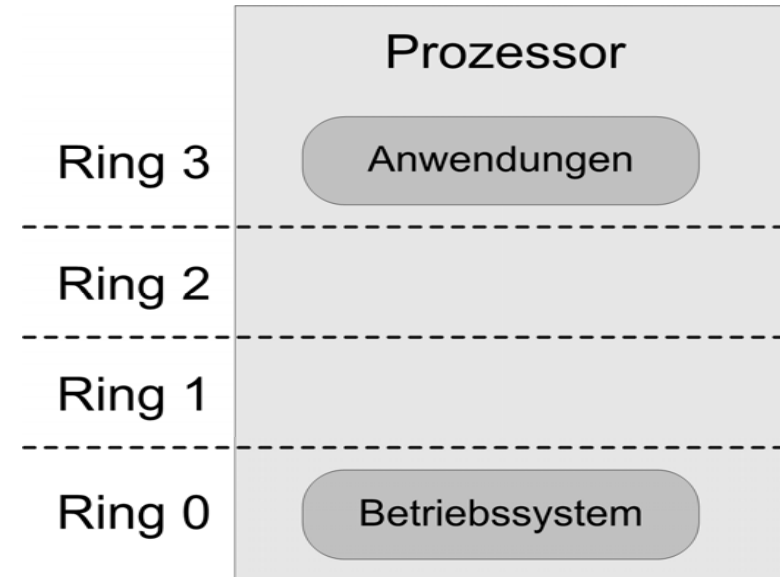 Prozessor
Ring 3
Anwendungen
Ring 2
Ring 1
Ring 0
Betriebssystem